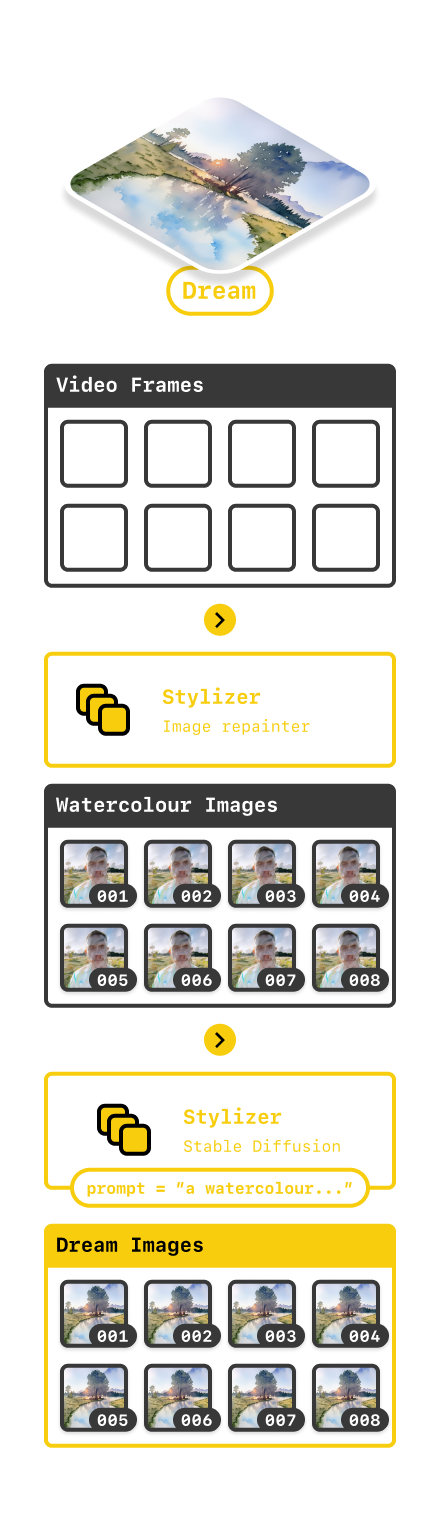 Dream
Video Frames
Stylizer
Image repainter
Watercolour Images
001 002 003 004
005 006 007 008
Stylizer
Stable Diffusion
prompt = "a watercolour..."
Dream Images
001 002 003 004
005 006 007 008